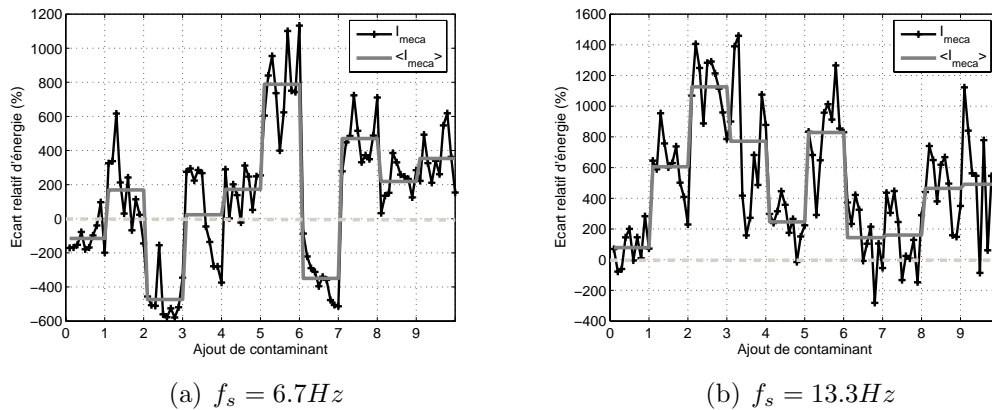 1200
1000
800
600
400
200
0
−200
−400
−600
0 1 2 3 4 5 6 7 8 9
Ecart relatif d'énergie (%)
Ajout de contaminant
I_meca
<I_meca>
(a) f_s = 6.7Hz
1600
1400
1200
1000
800
600
400
200
0
−200
−400
0 1 2 3 4 5 6 7 8 9
Ecart relatif d'énergie (%)
Ajout de contaminant
I_meca
<I_meca>
(b) f_s = 13.3Hz